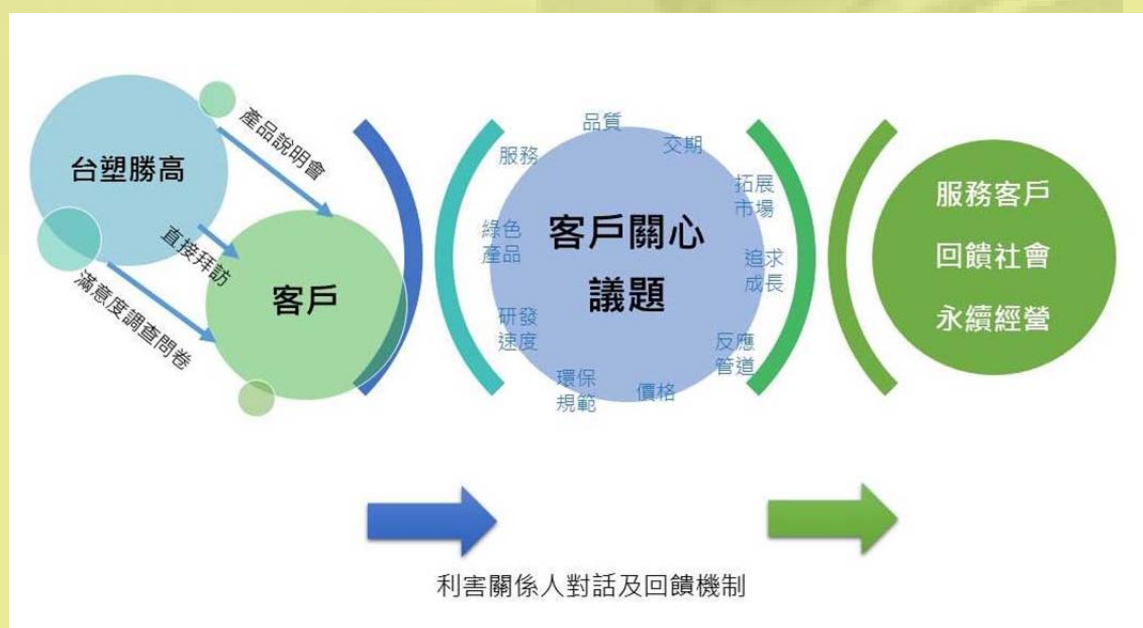 台塑勝高
產品說明會
直接拜訪
滿意度調查問卷
客戶
品質
交期
服務
拓展
市場
綠色
產品
客戶關心
議題
追求
成長
研發
速度
反應
管道
環保
規範
價格
服務客戶
回饋社會
永續經營
利害關係人對話及回饋機制